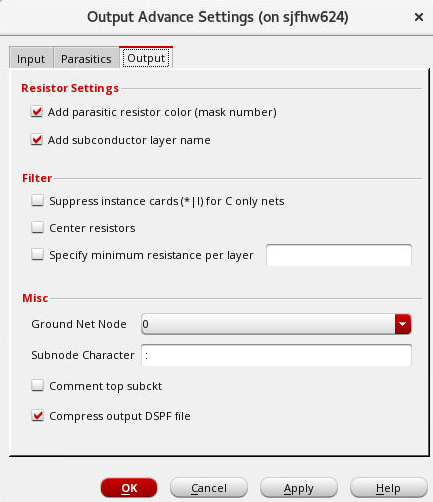 Output Advance Settings (on sjfhw624)
Input Parasitics Output
Resistor Settings
Add parasitic resistor color (mask number)
Add subconductor layer name
Filter
Suppress instance cards (*|I) for C only nets
Center resistors
Specify minimum resistance per layer
Misc
Ground Net Node 0
Subnode Character :
Comment top subckt
Compress output DSPF file
OK Cancel Apply Help